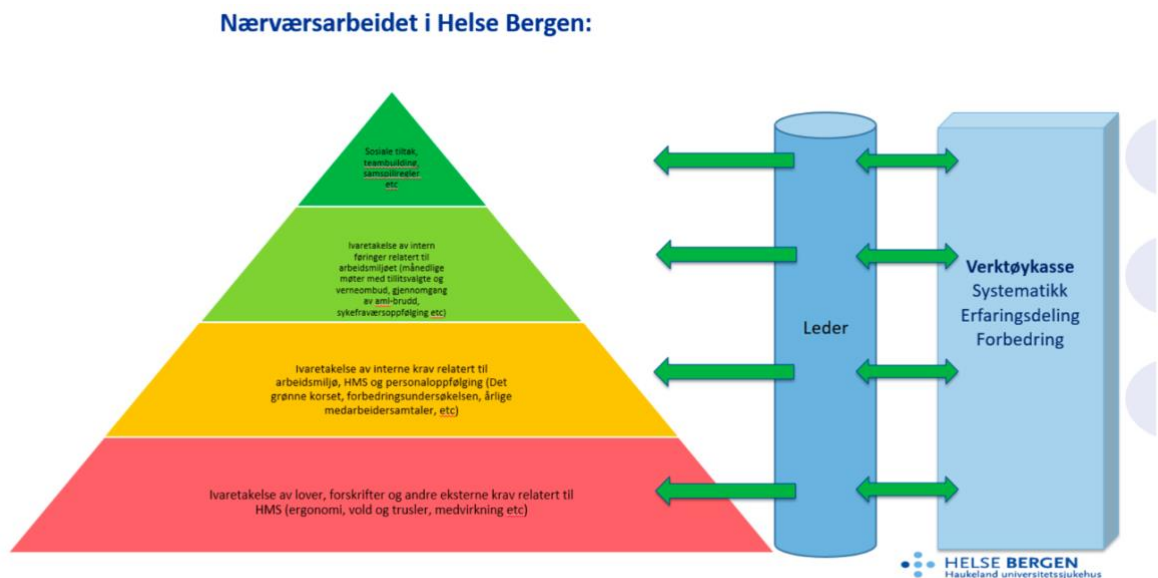 Nærværsarbeidet i Helse Bergen:
Sosiale tiltak,
teambuilding,
samspillregler
etc
Ivaretakelse av intern
føringer relatert til
arbeidsmiljøet (månedlige
møter med tillitsvalgte og
verneombud, gjennomgang
av aml-brudd,
sykefraværsoppfølging etc)
Ivaretakelse av interne krav relatert til
arbeidsmiljø, HMS og personaloppfølging (Det
grønne korset, forbedringsundersøkelsen, årlige
medarbeidersamtaler, etc)
Ivaretakelse av lover, forskrifter og andre eksterne krav relatert til
HMS (ergonomi, vold og trusler, medvirkning etc)
Leder
Verktøykasse
Systematikk
Erfaringsdeling
Forbedring
HELSE BERGEN
Haukeland universitetssjukehus